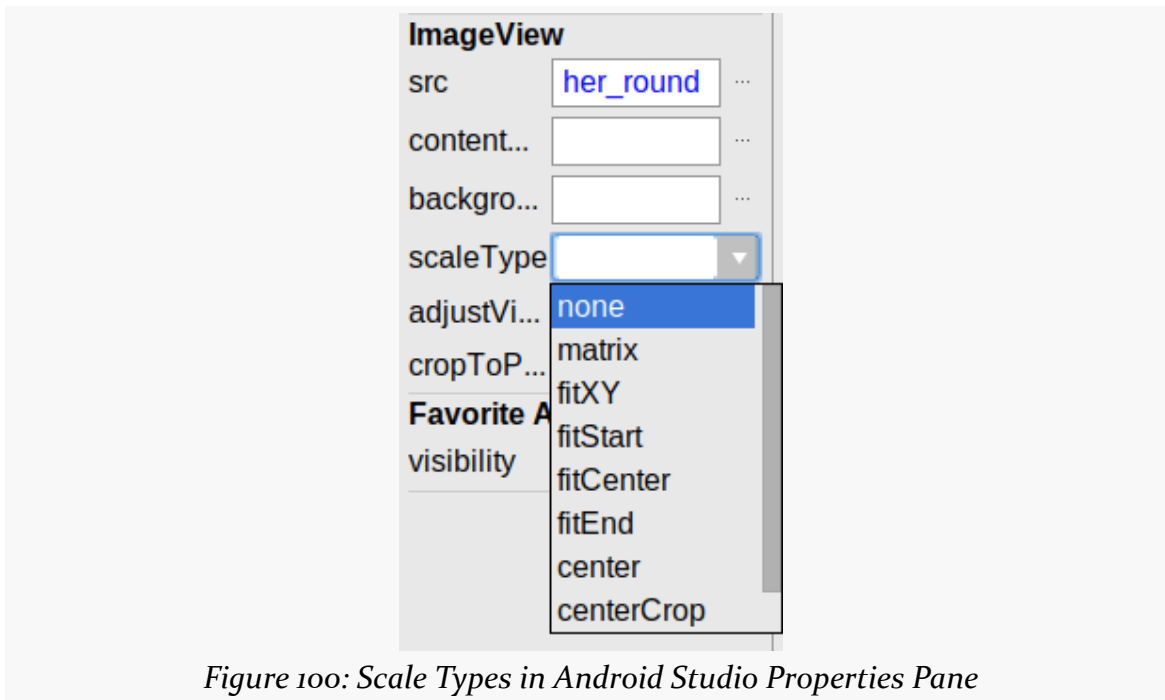 ImageView
src her_round ...
content... ...
backgro... ...
scaleType
none
adjustVi...
matrix
cropToP...
fitXY
Favorite A
fitStart
visibility
fitCenter
fitEnd
center
centerCrop
Figure 100: Scale Types in Android Studio Properties Pane